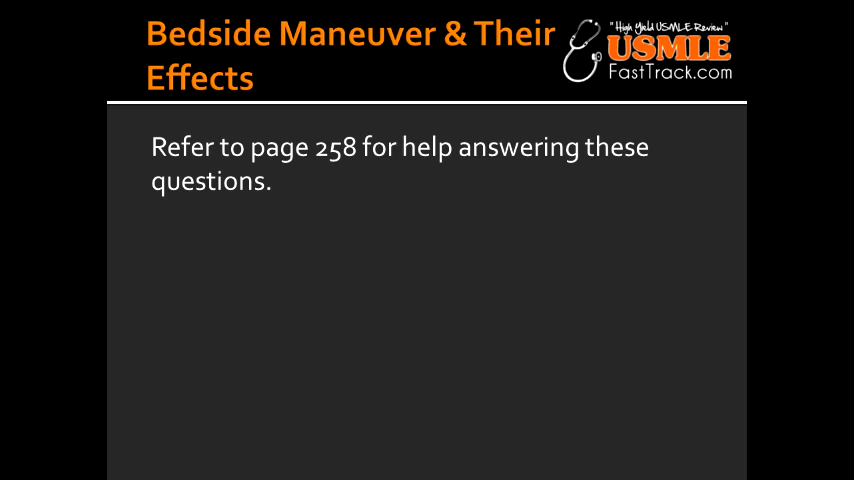 Bedside Maneuver & Their
Effects
"High Yield USMLE Review"
USMLE
FastTrack.com
Refer to page 258 for help answering these
questions.